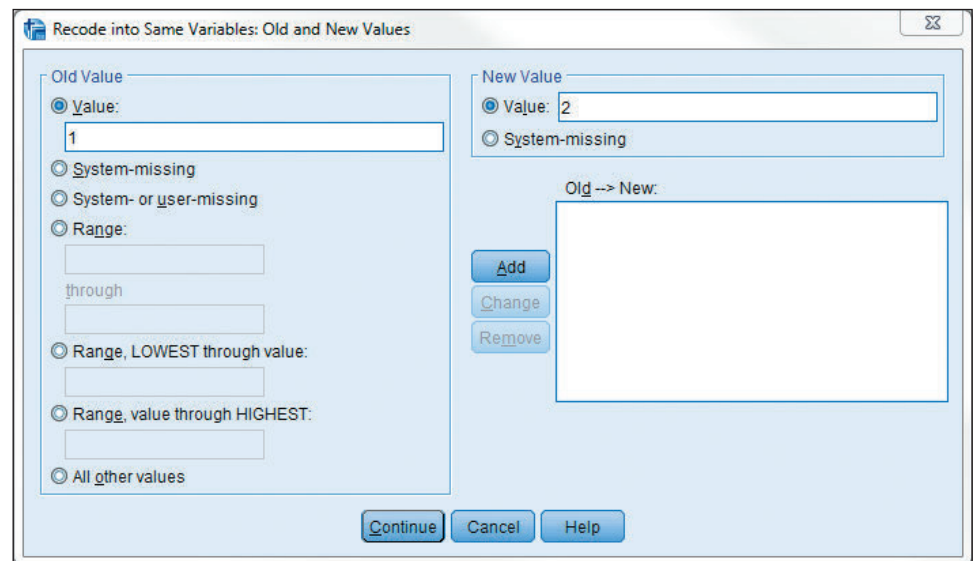 Recode into Same Variables: Old and New Values
Old Value
Value:
1
System-missing
System- or user-missing
Range:
through
Range, LOWEST through value:
Range, value through HIGHEST:
All other values
New Value
Value: 2
System-missing
Old --> New:
Add
Change
Remove
Continue Cancel Help